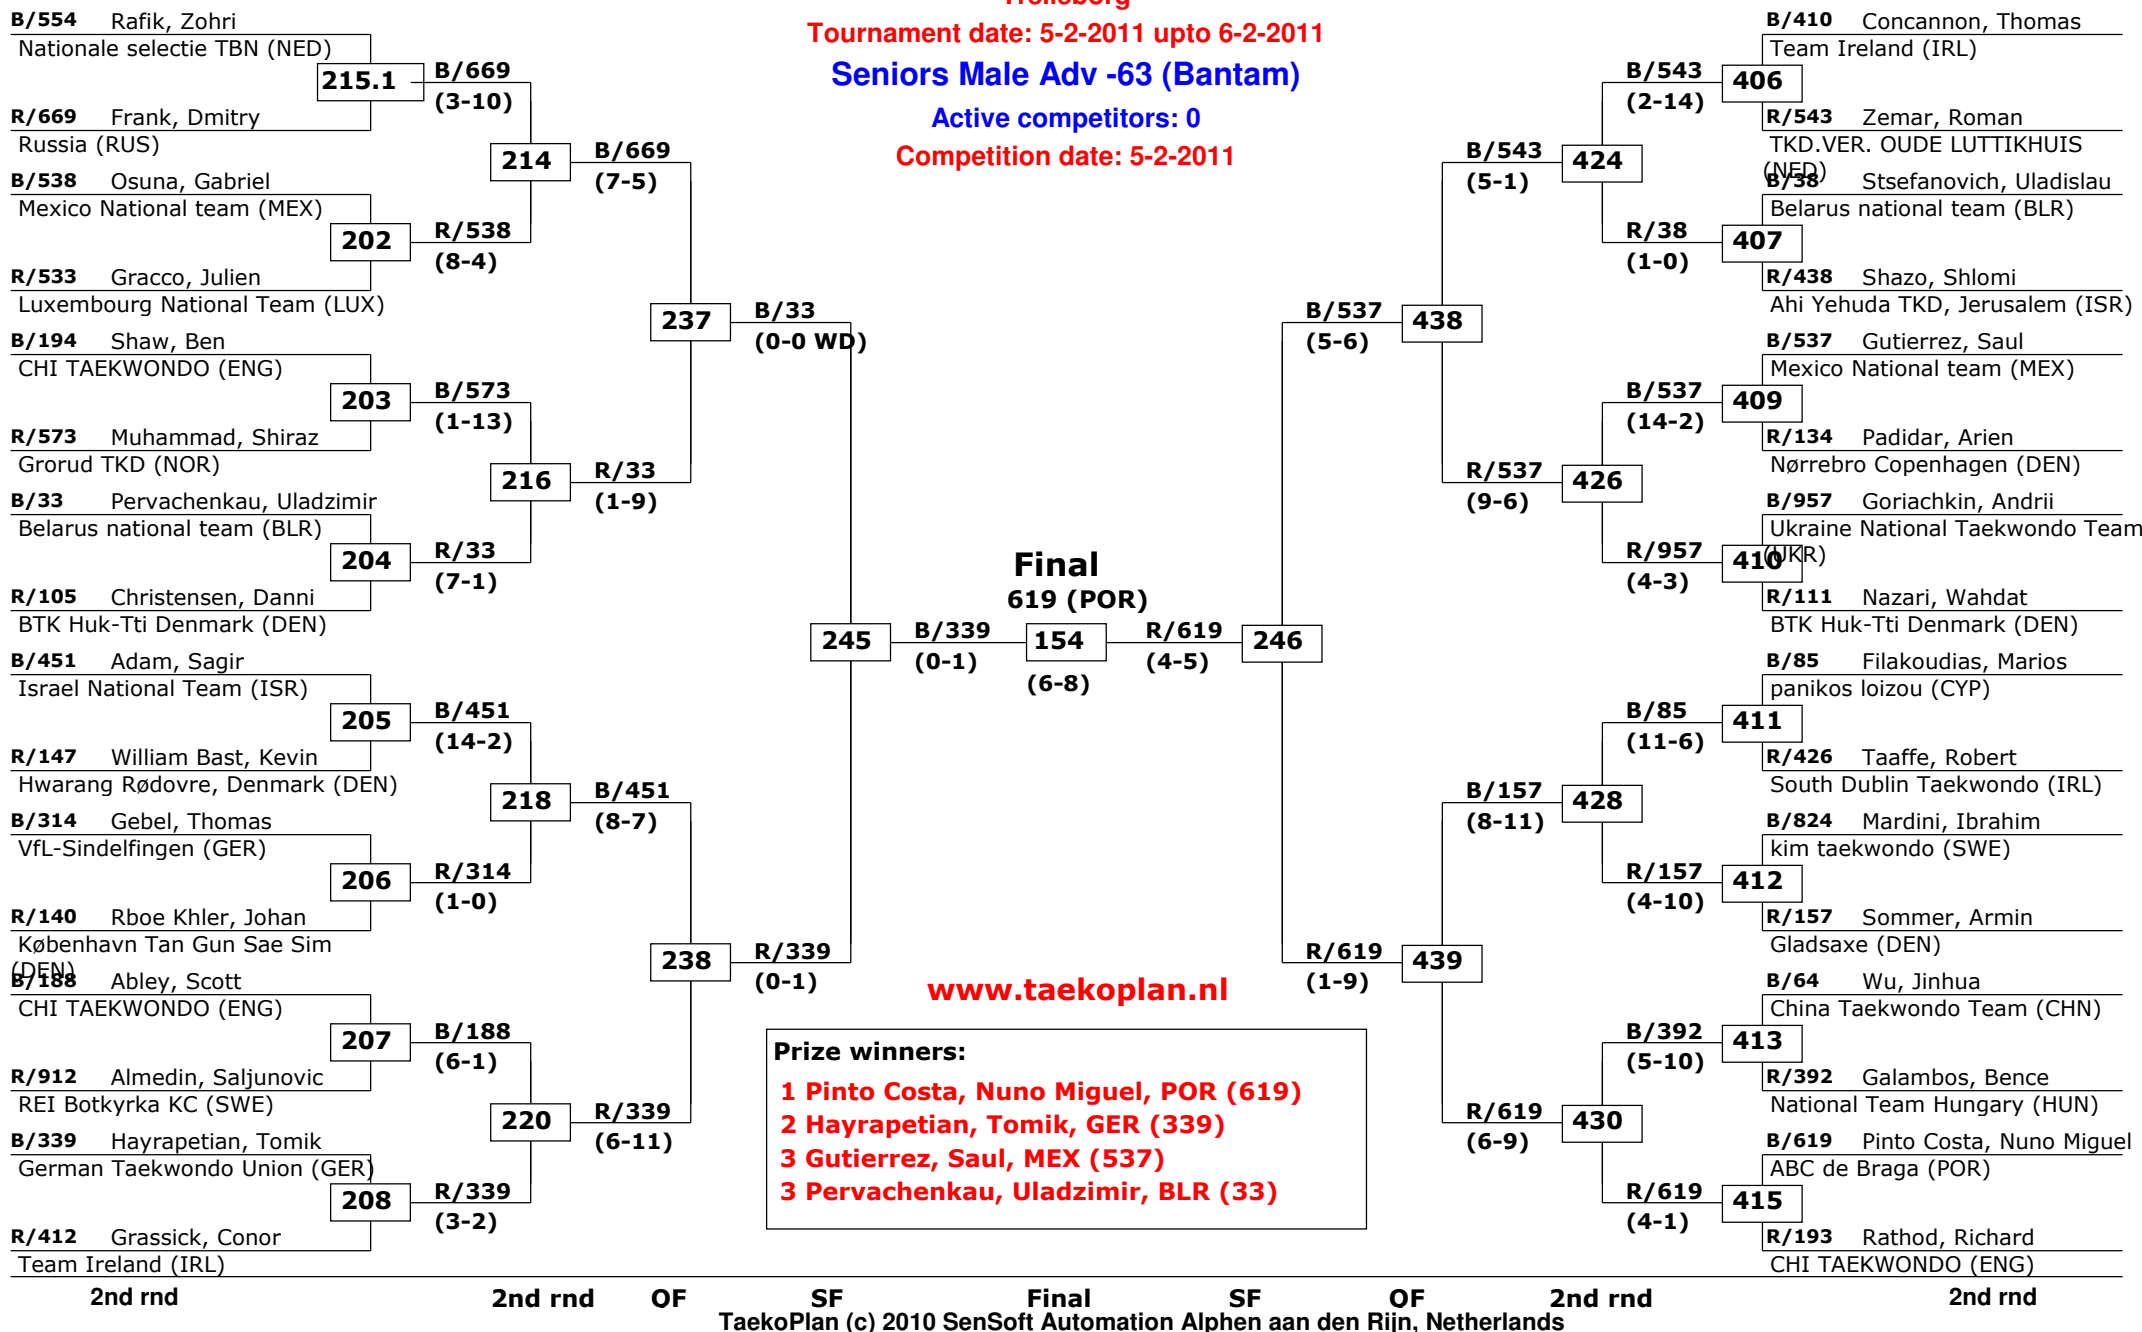 Trelleborg
Tournament date: 5-2-2011 upto 6-2-2011
Seniors Male Adv -63 (Bantam)
Active competitors: 0
Competition date: 5-2-2011
B/554 Rafik, Zohri
Nationale selectie TBN (NED)
215.1
R/669 Frank, Dmitry
Russia (RUS)
B/538 Osuna, Gabriel
Mexico National team (MEX)
202
R/533 Gracco, Julien
Luxembourg National Team (LUX)
B/194 Shaw, Ben
CHI TAEKWONDO (ENG)
203
R/573 Muhammad, Shiraz
Grorud TKD (NOR)
B/33 Pervachenkau, Uladzimir
Belarus national team (BLR)
204
R/105 Christensen, Danni
BTK Huk-Tti Denmark (DEN)
B/451 Adam, Sagir
Israel National Team (ISR)
205
R/147 William Bast, Kevin
Hwarang Rødovre, Denmark (DEN)
B/314 Gebel, Thomas
VfL-Sindelfingen (GER)
206
R/140 Rboe Khler, Johan
København Tan Gun Sae Sim
(DEN)
B/188 Abley, Scott
CHI TAEKWONDO (ENG)
207
R/912 Almedin, Saljunovic
REI Botkyrka KC (SWE)
B/339 Hayrapetian, Tomik
German Taekwondo Union (GER)
208
R/412 Grassick, Conor
Team Ireland (IRL)
B/669
(3-10)
214
R/538
(8-4)
B/573
(1-13)
216
R/33
(7-1)
B/451
(14-2)
218
R/314
(1-0)
B/188
(6-1)
220
R/339
(3-2)
B/669
(7-5)
237
R/33
(1-9)
B/451
(8-7)
238
R/339
(6-11)
B/33
(0-0 WD)
245
R/339
(0-1)
B/339
(0-1)
Final
619 (POR)
154
(6-8)
R/619
(4-5)
246
B/537
(5-6)
438
R/619
(1-9)
439
B/543
(5-1)
424
R/537
(9-6)
426
B/157
(8-11)
428
R/619
(6-9)
430
B/543
(2-14)
R/38
(1-0)
B/537
(14-2)
R/957
(4-3)
B/85
(11-6)
R/157
(4-10)
B/392
(5-10)
R/619
(4-1)
B/410 Concannon, Thomas
Team Ireland (IRL)
406
R/543 Zemar, Roman
TKD.VER. OUDE LUTTIKHUIS
(NED)
B/38 Stsefanovich, Uladislau
Belarus national team (BLR)
407
R/438 Shazo, Shlomi
Ahi Yehuda TKD, Jerusalem (ISR)
B/537 Gutierrez, Saul
Mexico National team (MEX)
409
R/134 Padidar, Arien
Nørrebro Copenhagen (DEN)
B/957 Goriachkin, Andrii
Ukraine National Taekwondo Team
(UKR)
410
R/111 Nazari, Wahdat
BTK Huk-Tti Denmark (DEN)
B/85 Filakoudias, Marios
panikos loizou (CYP)
411
R/426 Taaffe, Robert
South Dublin Taekwondo (IRL)
B/824 Mardini, Ibrahim
kim taekwondo (SWE)
412
R/157 Sommer, Armin
Gladsaxe (DEN)
B/64 Wu, Jinhua
China Taekwondo Team (CHN)
413
R/392 Galambos, Bence
National Team Hungary (HUN)
B/619 Pinto Costa, Nuno Miguel
ABC de Braga (POR)
415
R/193 Rathod, Richard
CHI TAEKWONDO (ENG)
www.taekoplan.nl
Prize winners:
1 Pinto Costa, Nuno Miguel, POR (619)
2 Hayrapetian, Tomik, GER (339)
3 Gutierrez, Saul, MEX (537)
3 Pervachenkau, Uladzimir, BLR (33)
2nd rnd 2nd rnd QF SF Final SF QF 2nd rnd 2nd rnd
TaekoPlan (c) 2010 SenSoft Automation Alphen aan den Rijn, Netherlands